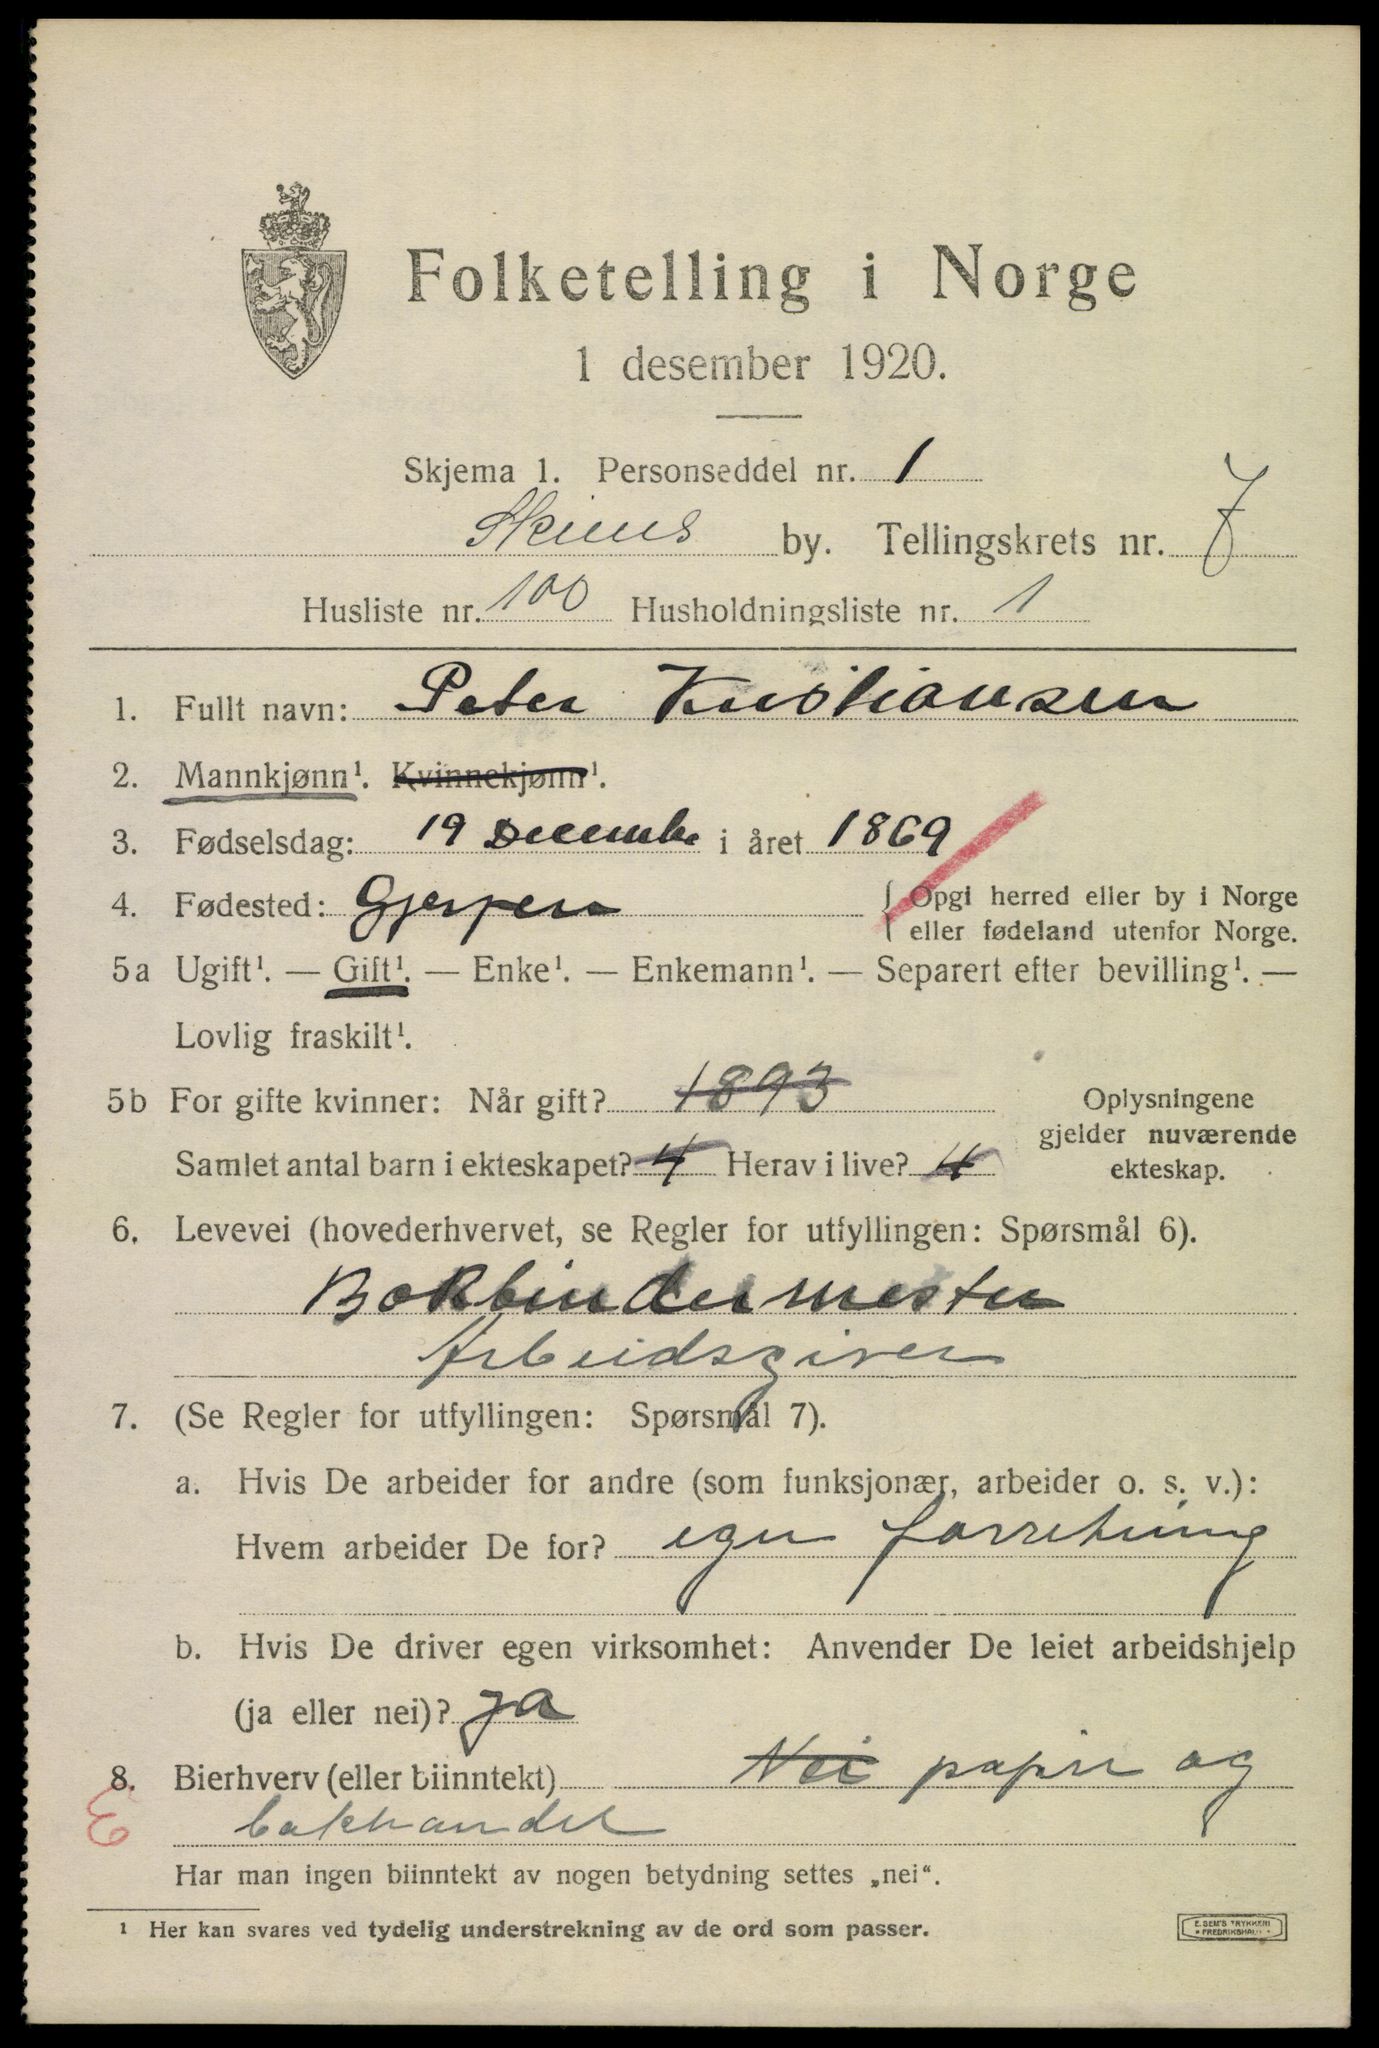 Folketelling i Norge
1 desember 1920.
Skjema 1. Personseddel nr. 1
Skiens by. Tellingskrets nr. 7
Husliste nr. 100 Husholdningsliste nr. 1
1. Fullt navn: Peter Kristiansen
2. Mannkjønn¹. Kvinnekjønn¹.
3. Fødselsdag: 19 December i året 1869
4. Fødested: Gjerpen { Opgi herred eller by i Norge
eller fødeland utenfor Norge.
5a Ugift¹. — Gift¹. — Enke¹. — Enkemann¹. — Separert efter bevilling¹. —
Lovlig fraskilt¹.
5b For gifte kvinner: Når gift? 1893
Samlet antal barn i ekteskapet? 4 Herav i live? 4
Oplysningene
gjelder nuværende
ekteskap.
6. Levevei (hovederhvervet, se Regler for utfyllingen: Spørsmål 6).
Bokbindermester
Arbeidsgiver
7. (Se Regler for utfyllingen: Spørsmål 7).
a. Hvis De arbeider for andre (som funksjonær, arbeider o. s. v.):
Hvem arbeider De for? egen forretning
b. Hvis De driver egen virksomhet: Anvender De leiet arbeidshjelp
(ja eller nei)? Ja
8. Bierhverv (eller biinntekt) Nei papir og
bokhandel
Har man ingen biinntekt av nogen betydning settes „nei“.
¹ Her kan svares ved tydelig understrekning av de ord som passer.
E. SEM'S TRYKKERI
FREDRIKSHALD